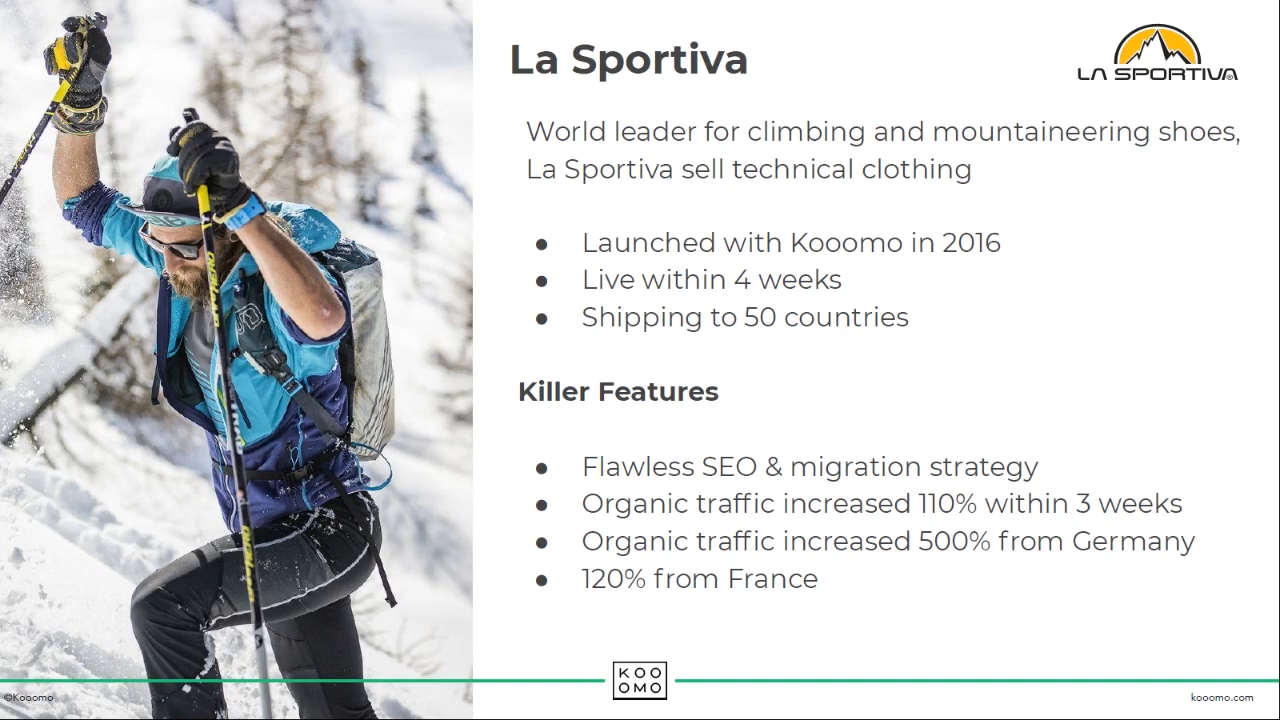 La Sportiva
LA SPORTIVA
World leader for climbing and mountaineering shoes,
La Sportiva sell technical clothing
● Launched with Kooomo in 2016
● Live within 4 weeks
● Shipping to 50 countries
Killer Features
● Flawless SEO & migration strategy
● Organic traffic increased 110% within 3 weeks
● Organic traffic increased 500% from Germany
● 120% from France
KOO
OMO
©Kooomo
kooomo.com